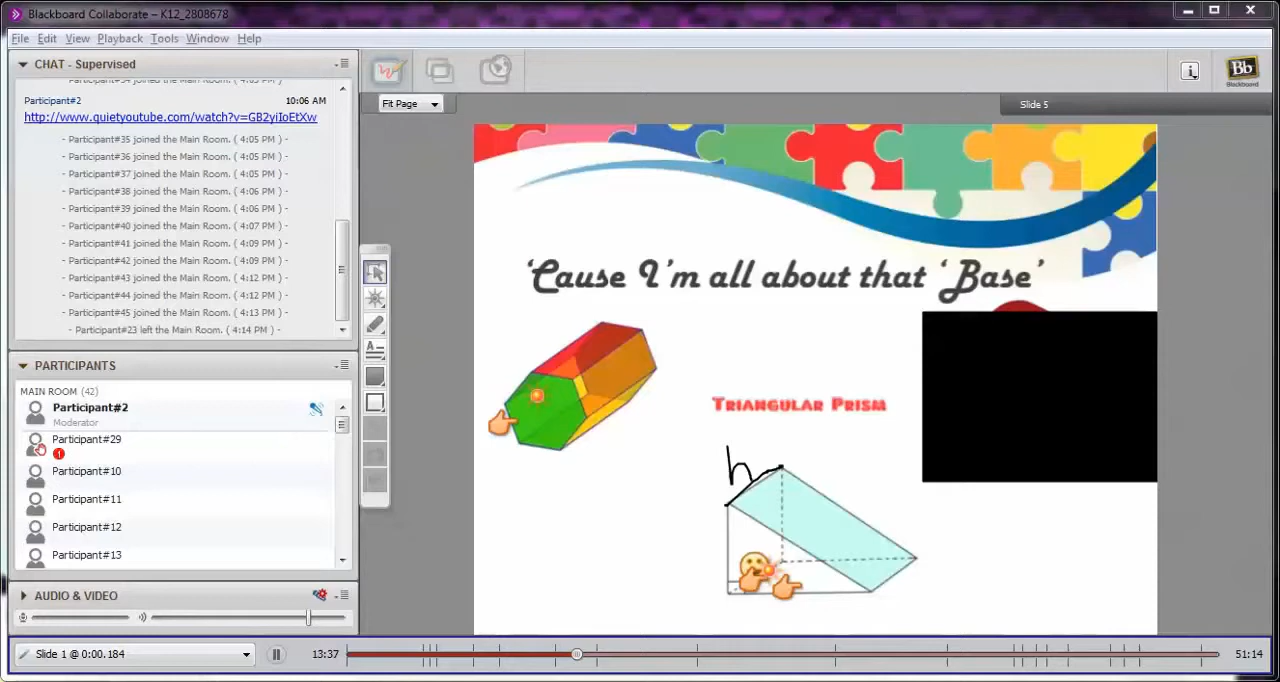 Blackboard Collaborate – K12_2808678
File Edit View Playback Tools Window Help
CHAT - Supervised
Participant#2 10:06 AM
http://www.quietyoutube.com/watch?v=GB2yiIoEtXw
- Participant#35 joined the Main Room. ( 4:05 PM ) -
- Participant#36 joined the Main Room. ( 4:05 PM ) -
- Participant#37 joined the Main Room. ( 4:05 PM ) -
- Participant#38 joined the Main Room. ( 4:06 PM ) -
- Participant#39 joined the Main Room. ( 4:06 PM ) -
- Participant#40 joined the Main Room. ( 4:07 PM ) -
- Participant#41 joined the Main Room. ( 4:09 PM ) -
- Participant#42 joined the Main Room. ( 4:09 PM ) -
- Participant#43 joined the Main Room. ( 4:12 PM ) -
- Participant#44 joined the Main Room. ( 4:12 PM ) -
- Participant#45 joined the Main Room. ( 4:13 PM ) -
- Participant#23 left the Main Room. ( 4:14 PM ) -
PARTICIPANTS
MAIN ROOM (42)
Participant#2
Moderator
Participant#29
1
Participant#10
Participant#11
Participant#12
Participant#13
AUDIO & VIDEO
Slide 1 @ 0:00.184
13:37
51:14
Fit Page
Slide 5
Bb
Blackboard
'Cause I'm all about that 'Base'
Triangular Prism
h